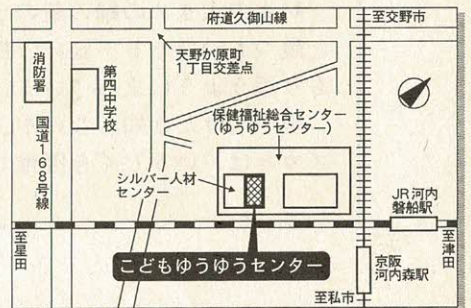 府道久御山線
至交野市
消防署
第四中学校
天野が原町
1丁目交差点
国道168号線
保健福祉総合センター
(ゆうゆうセンター)
シルバー人材
センター
JR河内
磐船駅
至星田
至津田
こどもゆうゆうセンター
京阪
河内森駅
至私市